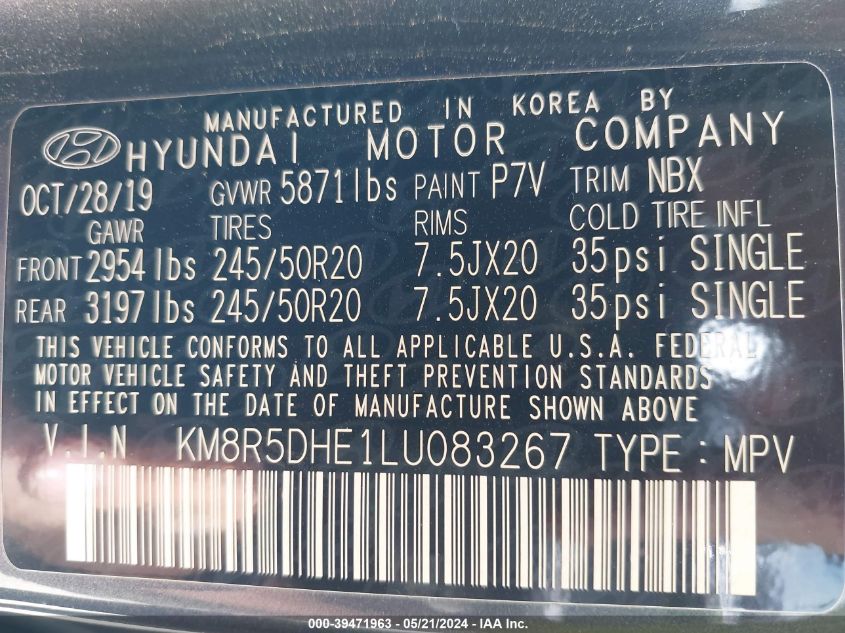 MANUFACTURED IN KOREA BY
HYUNDAI MOTOR COMPANY
OCT/28/19 GVWR 5871lbs PAINT P7V TRIM NBX
GAWR TIRES RIMS COLD TIRE INFL
FRONT 2954lbs 245/50R20 7.5JX20 35psi SINGLE
REAR 3197lbs 245/50R20 7.5JX20 35psi SINGLE
THIS VEHICLE CONFORMS TO ALL APPLICABLE U.S.A. FEDERAL
MOTOR VEHICLE SAFETY AND THEFT PREVENTION STANDARDS
IN EFFECT ON THE DATE OF MANUFACTURE SHOWN ABOVE
V.I.N KM8R5DHE1LU083267 TYPE : MPV
000-39471963 - 05/21/2024 - IAA Inc.